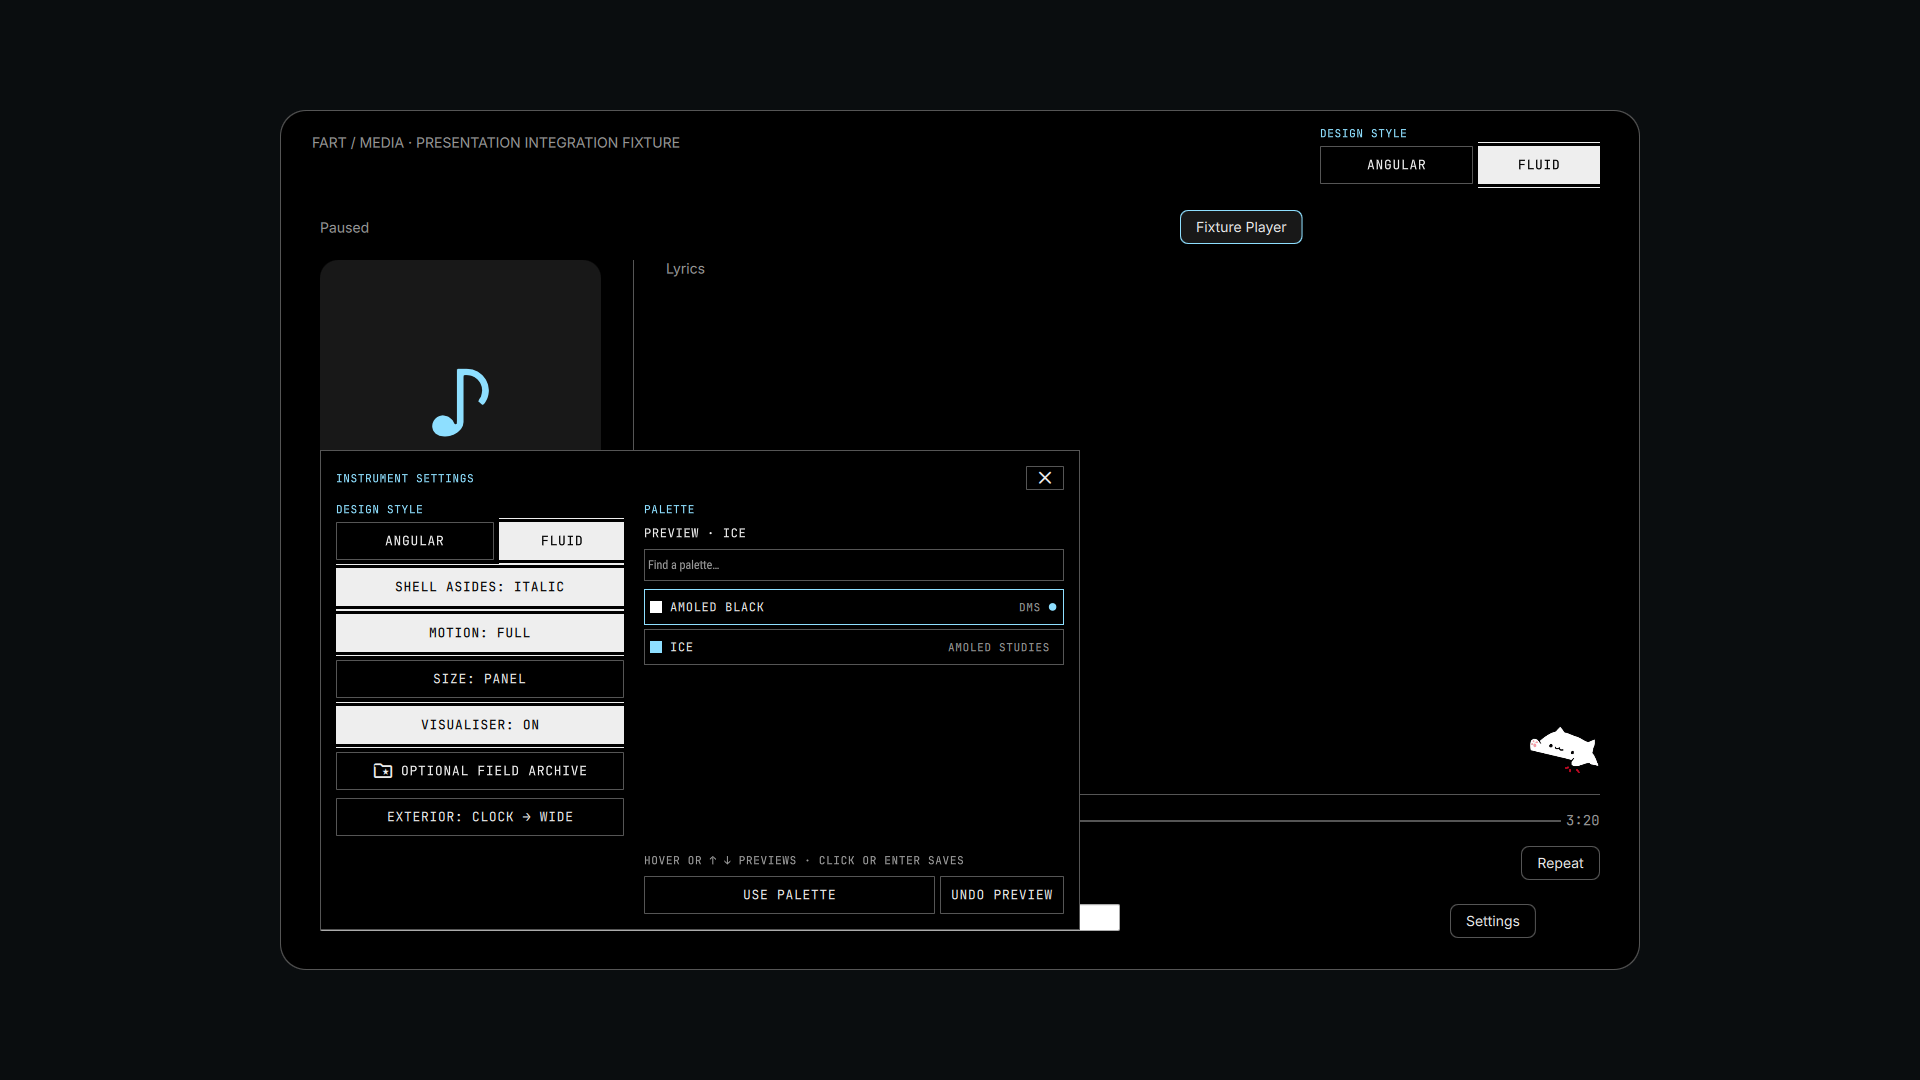 FART / MEDIA · PRESENTATION INTEGRATION FIXTURE
DESIGN STYLE
ANGULAR
FLUID
Paused
Fixture Player
Lyrics
INSTRUMENT SETTINGS
DESIGN STYLE
ANGULAR
FLUID
SHELL ASIDES: ITALIC
MOTION: FULL
SIZE: PANEL
VISUALISER: ON
OPTIONAL FIELD ARCHIVE
EXTERIOR: CLOCK → WIDE
PALETTE
PREVIEW · ICE
Find a palette…
AMOLED BLACK
DMS
ICE
AMOLED STUDIES
HOVER OR ↑ ↓ PREVIEWS · CLICK OR ENTER SAVES
USE PALETTE
UNDO PREVIEW
3:20
Repeat
Settings